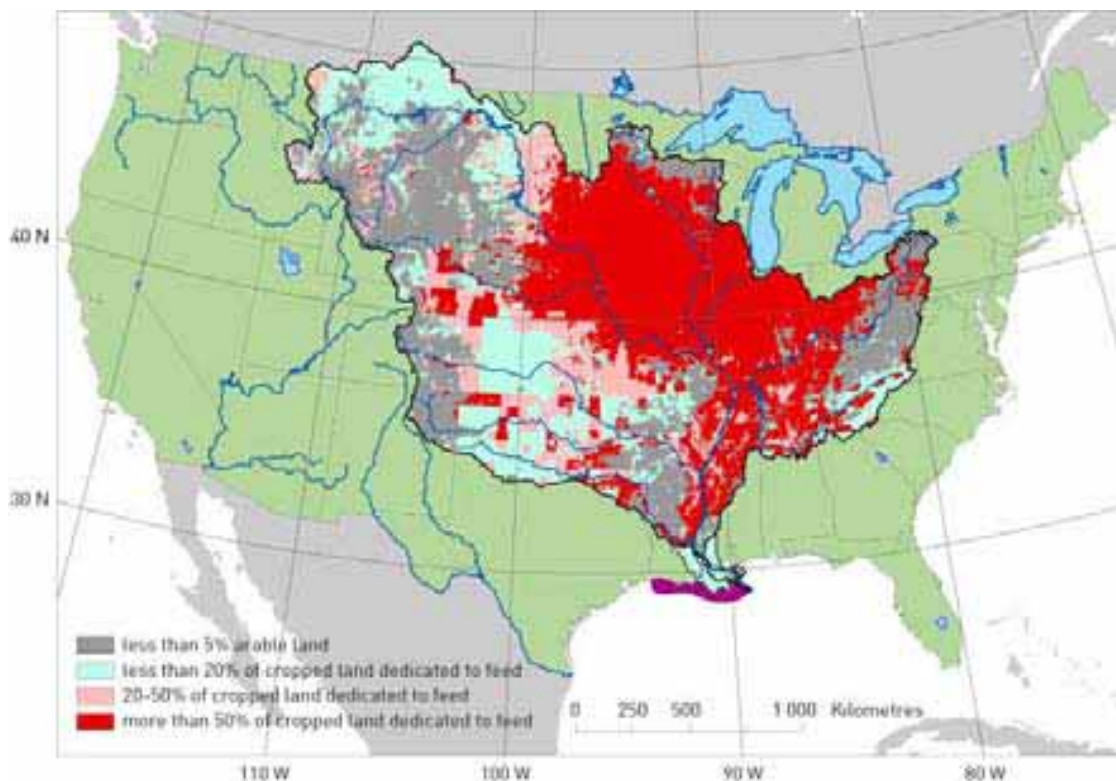 40 N
30 N
less than 5% arable land
less than 20% of cropped land dedicated to feed
20–50% of cropped land dedicated to feed
more than 50% of cropped land dedicated to feed
0 250 500 1 000 Kilometres
110 W 100 W 90 W 80 W